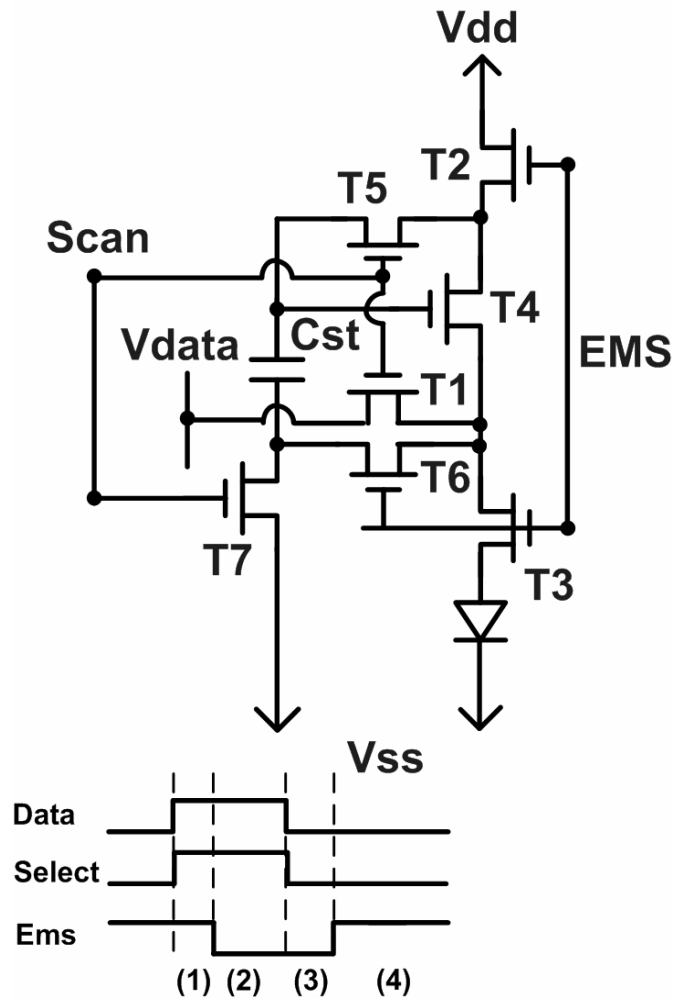 Vdd
T2
T5
Scan
T4
Cst
Vdata
EMS
T1
T6
T7
T3
Vss
Data
Select
Ems
(1) (2) (3) (4)